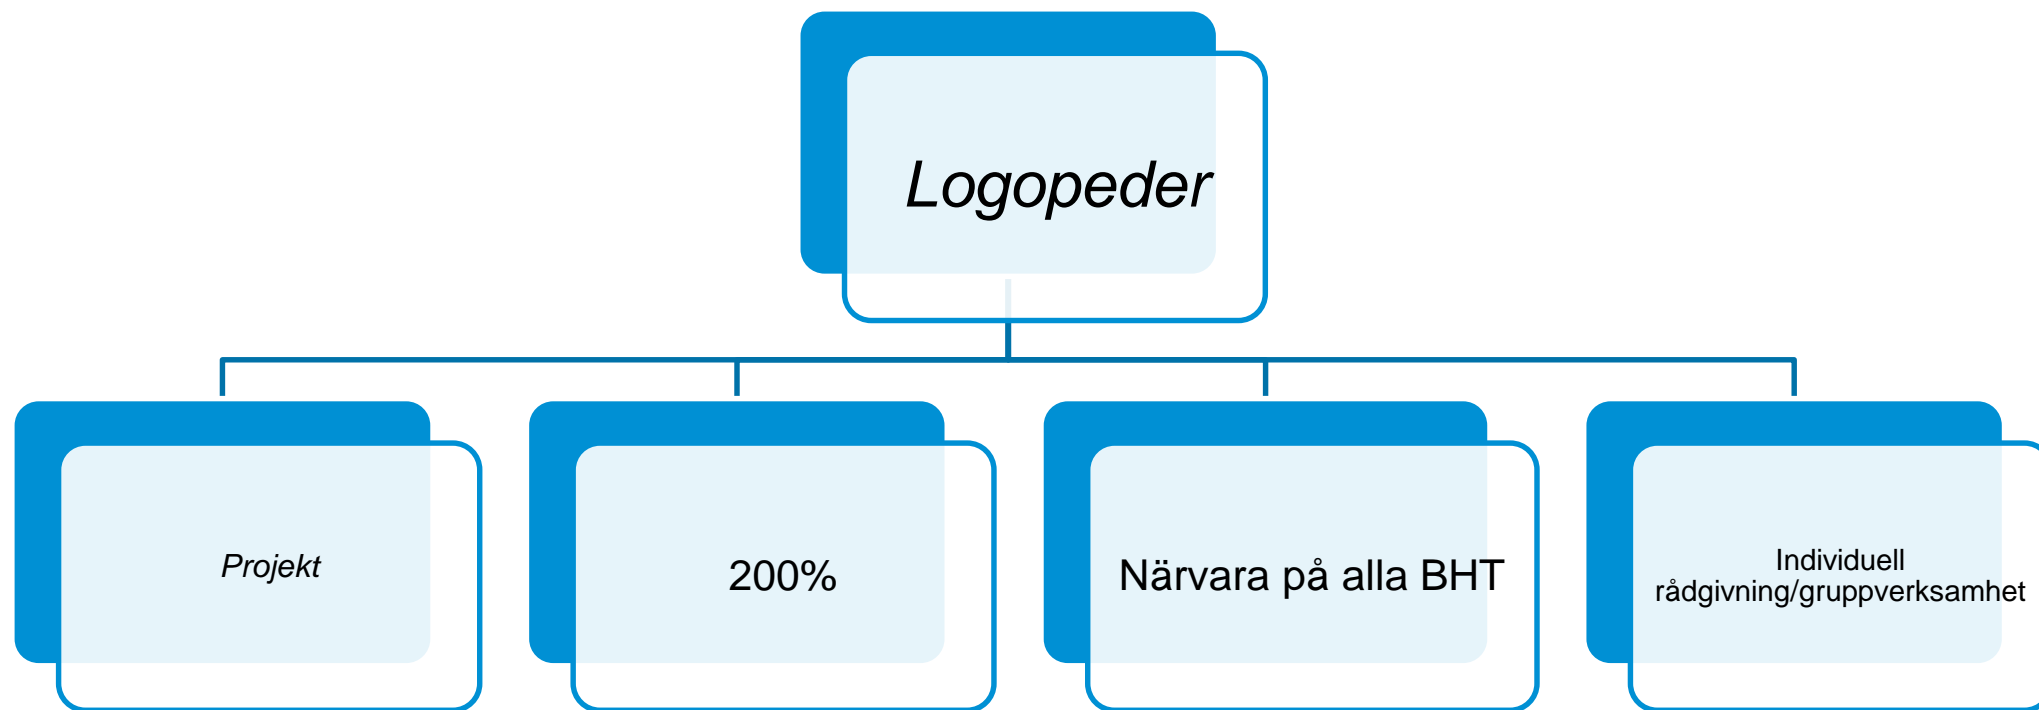 Logopeder
Projekt
200%
Närvara på alla BHT
Individuell
rådgivning/gruppverksamhet